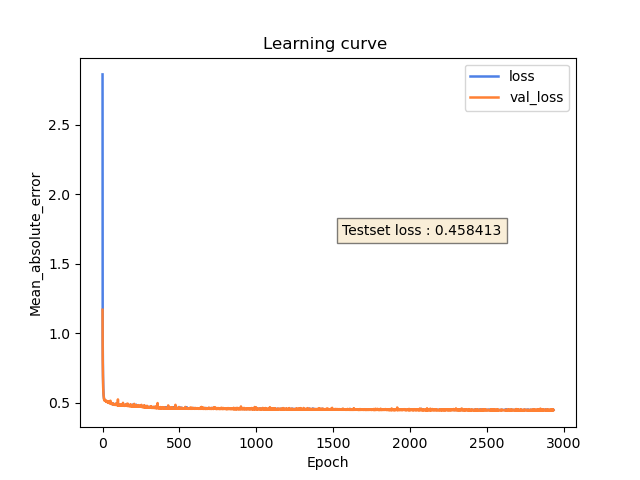 Learning curve
loss
val_loss
Testset loss : 0.458413
Mean_absolute_error
2.5
2.0
1.5
1.0
0.5
0
500
1000
1500
2000
2500
3000
Epoch